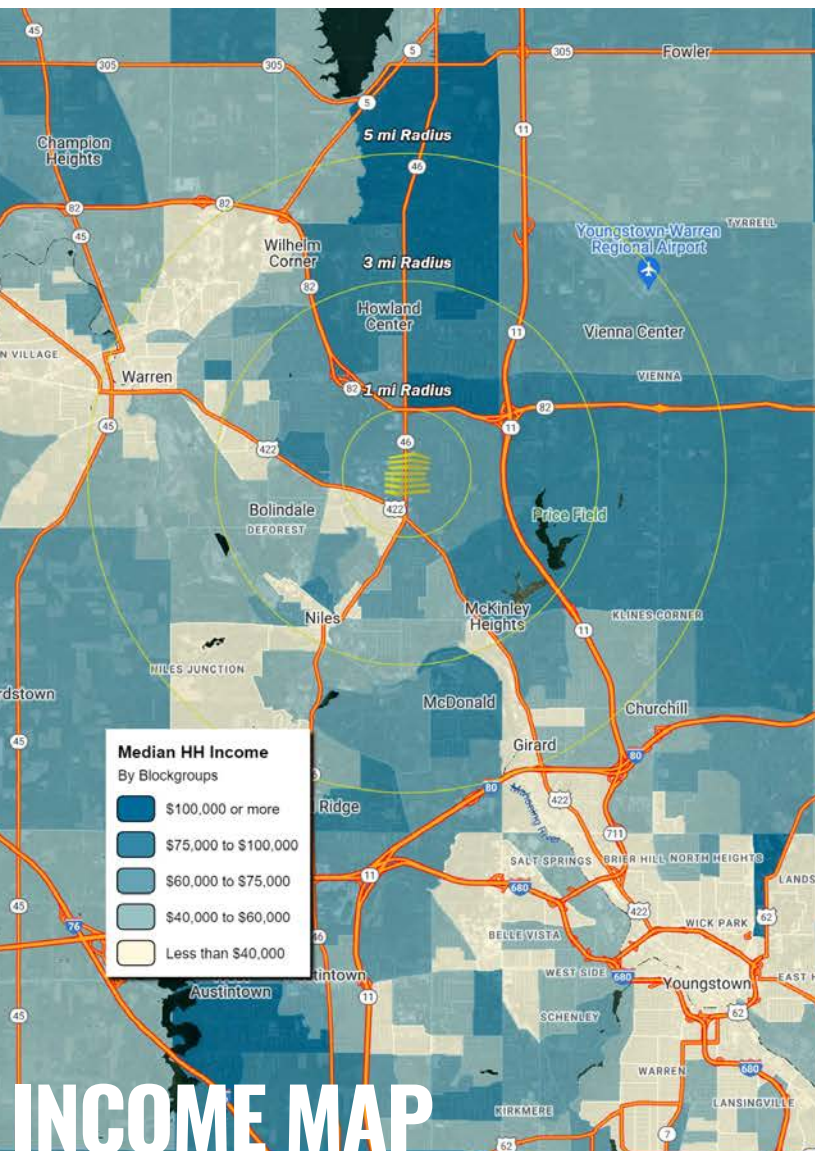 45
5
305
305
305
Fowler
5
Champion
Heights
11
5 mi Radius
46
82
82
45
TYRRELL
Youngstown-Warren
Regional Airport
Wilhelm
Corner
3 mi Radius
82
Howland
Center
11
Vienna Center
N VILLAGE
Warren
VIENNA
82
1 mi Radius
82
45
11
46
422
422
Bolindale
DEFOREST
Price Field
Niles
McKinley
Heights
KLINES CORNER
11
NILES JUNCTION
rdstown
McDonald
Churchill
45
Girard
80
Median HH Income
By Blockgroups
$100,000 or more
$75,000 to $100,000
$60,000 to $75,000
$40,000 to $60,000
Less than $40,000
80
Ridge
422
Mahoning River
711
SALT SPRINGS
BRIER HILL
NORTH HEIGHTS
11
680
LANDS
45
422
62
76
46
BELLE VISTA
WICK PARK
WEST SIDE
680
tintown
Youngstown
EAST H
Austintown
11
45
SCHENLEY
62
WARREN
680
LANSINGVILLE
KIRKMERE
7
62
INCOME MAP